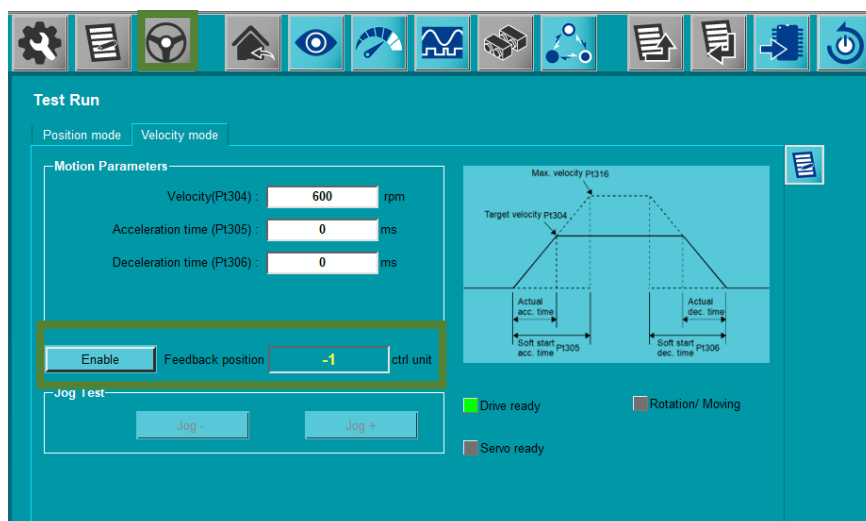 Test Run
Position mode Velocity mode
Motion Parameters
Velocity(Pt304) : 600 rpm
Acceleration time (Pt305) : 0 ms
Deceleration time (Pt306) : 0 ms
Enable Feedback position -1 ctrl unit
Jog Test
Jog - Jog +
Max. velocity Pt316
Target velocity Pt304
Actual acc. time
Actual dec. time
Soft start acc. time Pt305
Soft start dec. time Pt306
Drive ready Rotation/ Moving
Servo ready